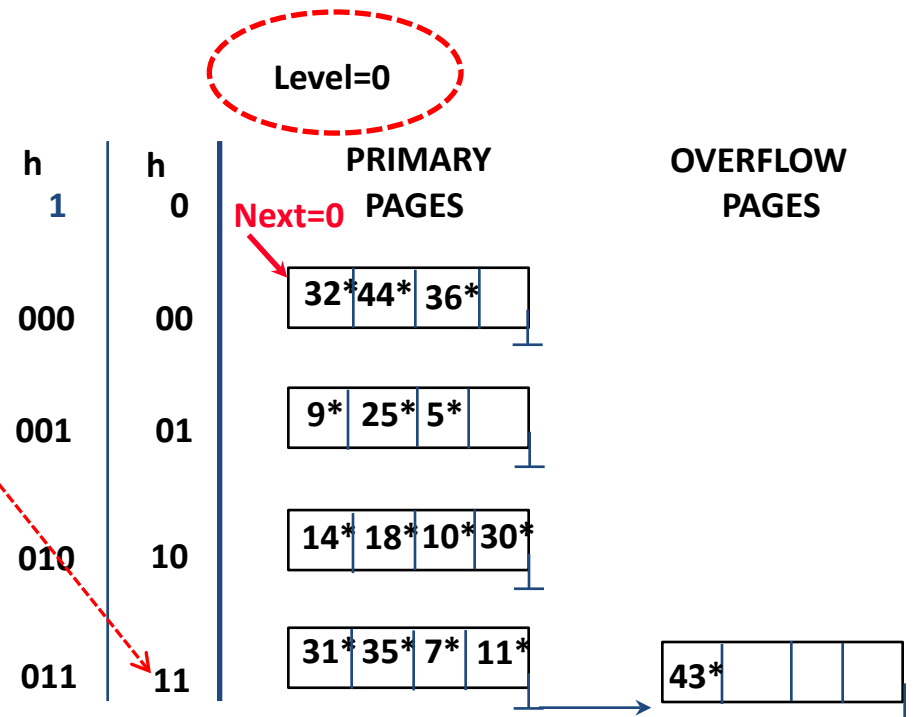 Level=0
h h PRIMARY OVERFLOW
1 0 Next=0 PAGES PAGES
000 00 32* 44* 36*
001 01 9* 25* 5*
010 10 14* 18* 10* 30*
011 11 31* 35* 7* 11* 43*